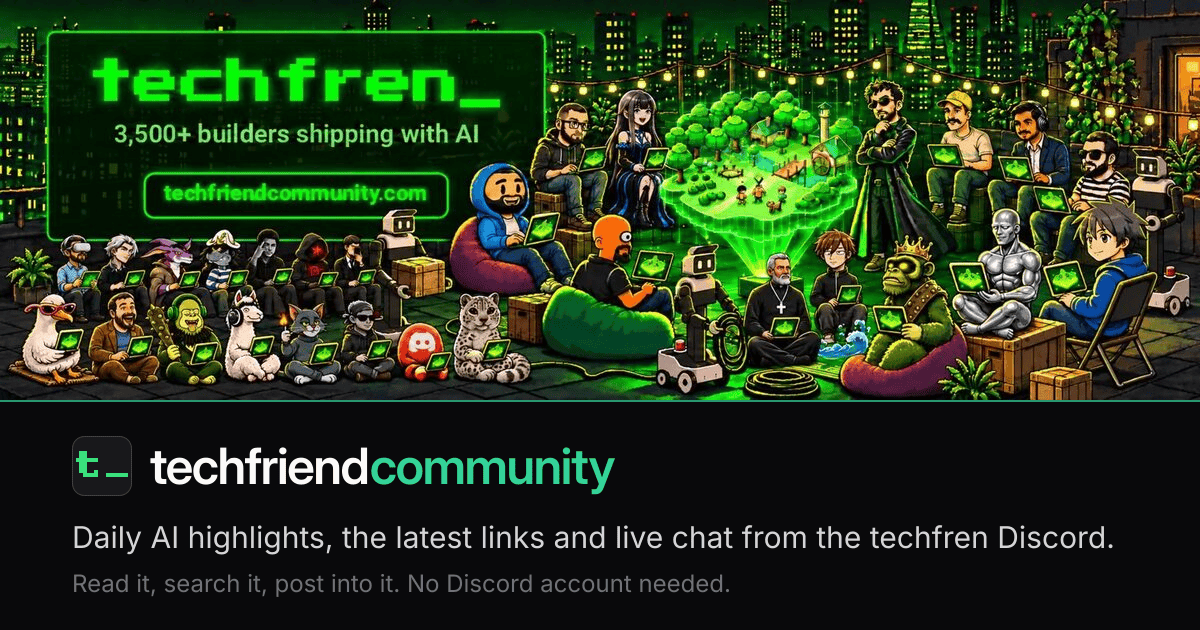 techfren_
3,500+ builders shipping with AI
techfriendcommunity.com
t_ techfriendcommunity
Daily AI highlights, the latest links and live chat from the techfren Discord.
Read it, search it, post into it. No Discord account needed.